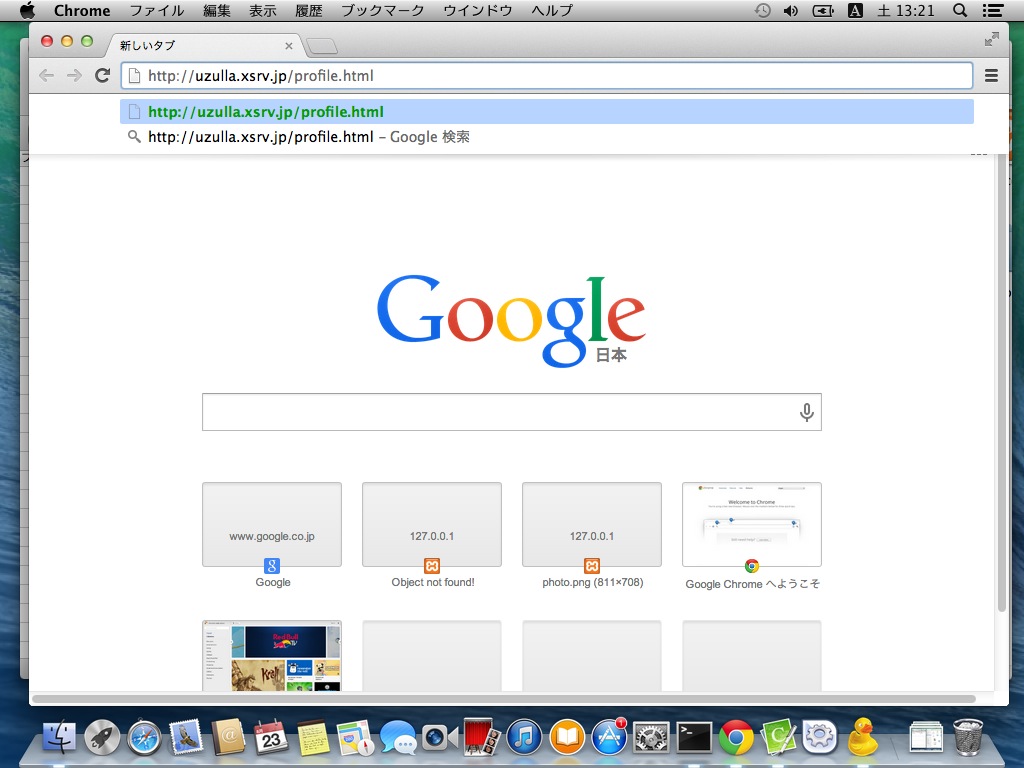 Chrome ファイル 編集 表示 履歴 ブックマーク ウインドウ ヘルプ A 土 13:21
新しいタブ
http://uzulla.xsrv.jp/profile.html
http://uzulla.xsrv.jp/profile.html
http://uzulla.xsrv.jp/profile.html – Google 検索
Google
日本
www.google.co.jp 127.0.0.1 127.0.0.1 Welcome to Chrome
Google Object not found! photo.png (811×708) Google Chrome へようこそ
Red Bull
TV
23
1